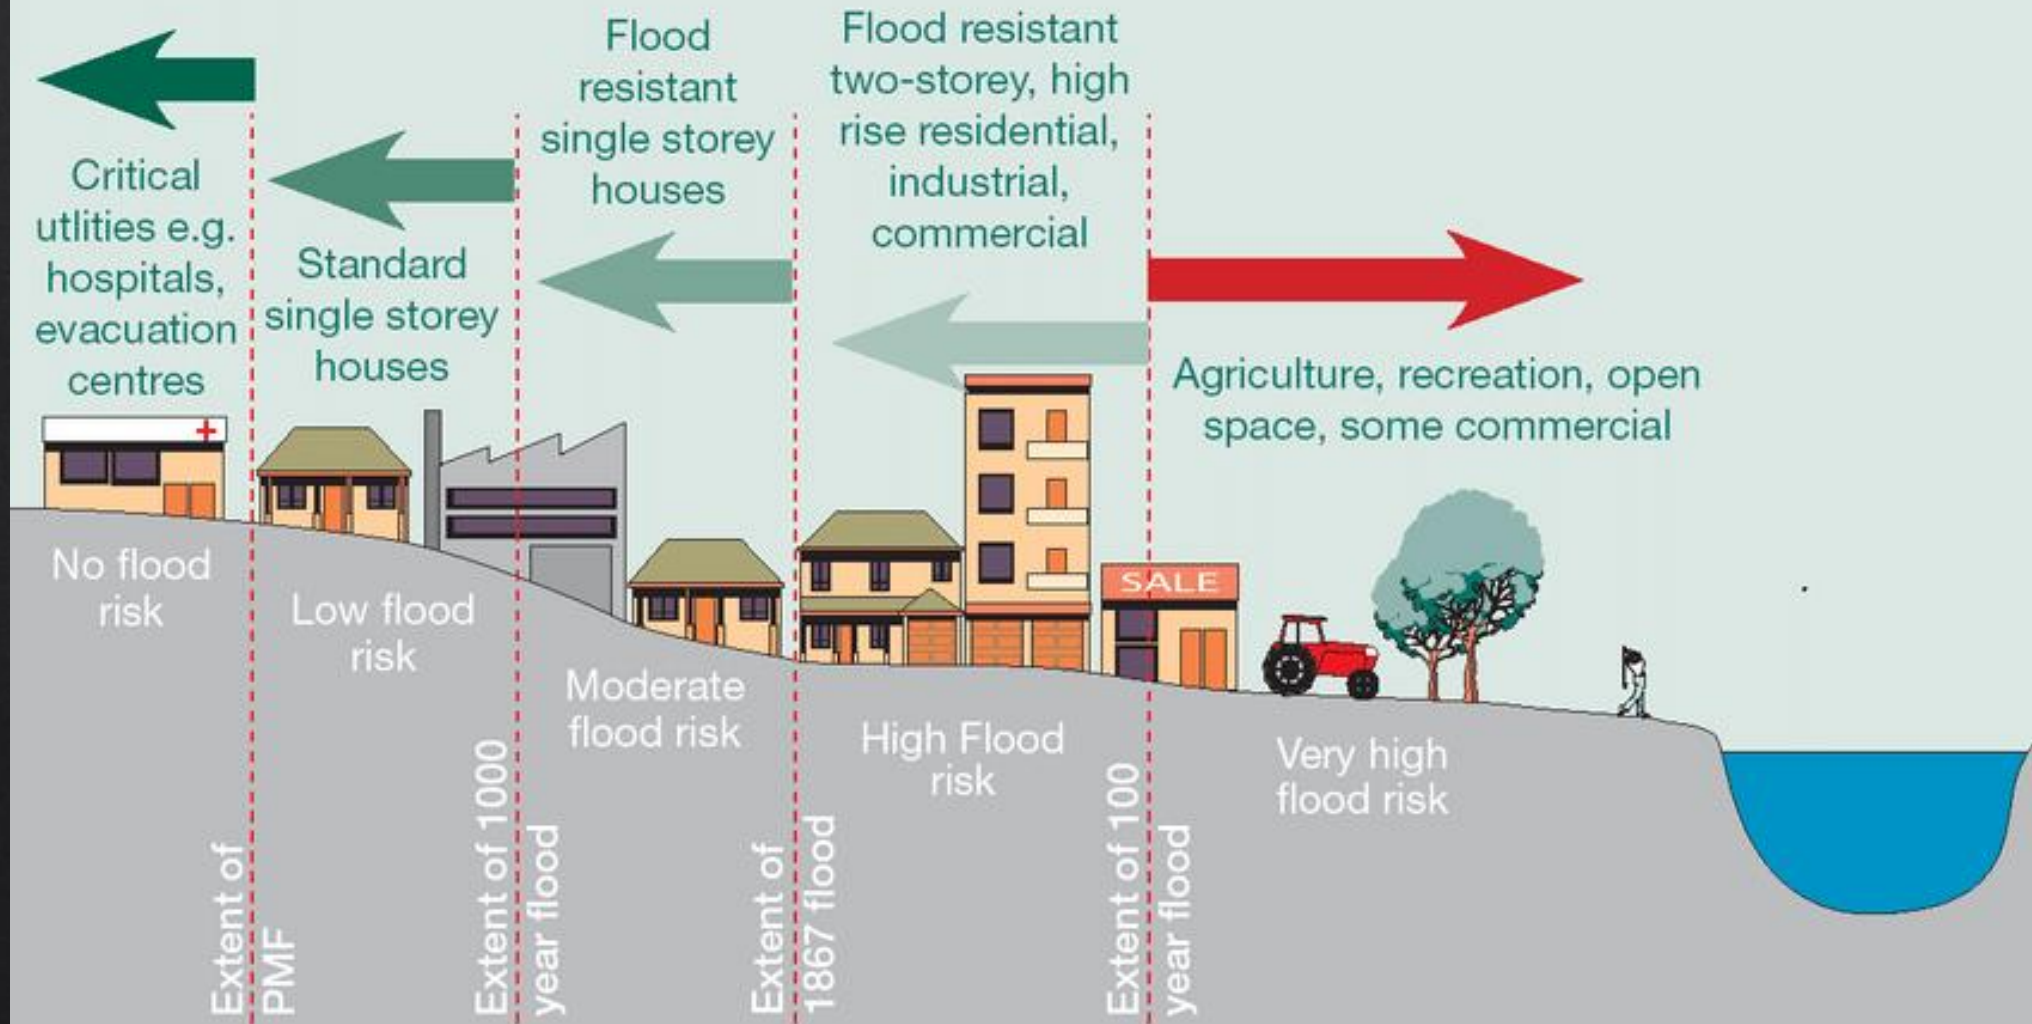 Critical
utlities e.g.
hospitals,
evacuation
centres
Standard
single storey
houses
Flood
resistant
single storey
houses
Flood resistant
two-storey, high
rise residential,
industrial,
commercial
Agriculture, recreation, open
space, some commercial
SALE
No flood
risk
Low flood
risk
Moderate
flood risk
High Flood
risk
Very high
flood risk
Extent of
PMF
Extent of 1000
year flood
Extent of
1867 flood
Extent of 100
year flood